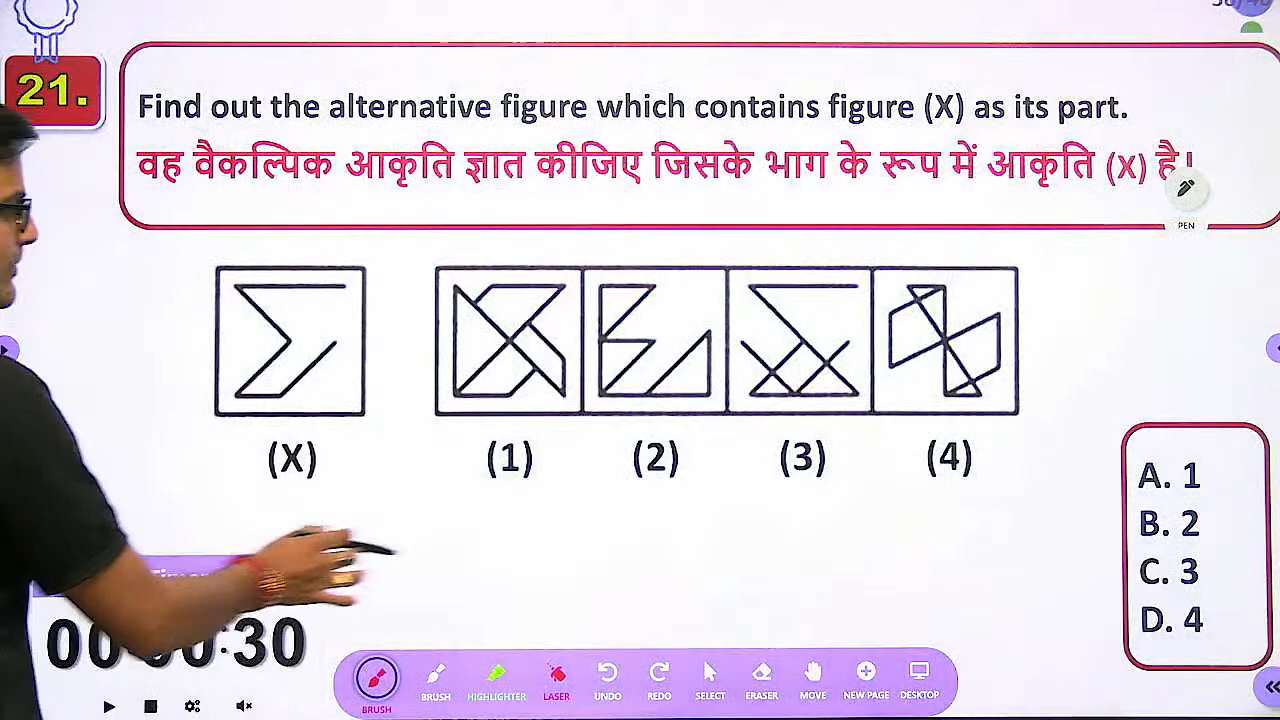 21.
Find out the alternative figure which contains figure (X) as its part.
वह वैकल्पिक आकृति ज्ञात कीजिए जिसके भाग के रूप में आकृति (X) है।
PEN
(X) (1) (2) (3) (4)
A. 1
B. 2
C. 3
D. 4
:30
BRUSH BRUSH HIGHLIGHTER LASER UNDO REDO SELECT ERASER MOVE NEW PAGE DESKTOP